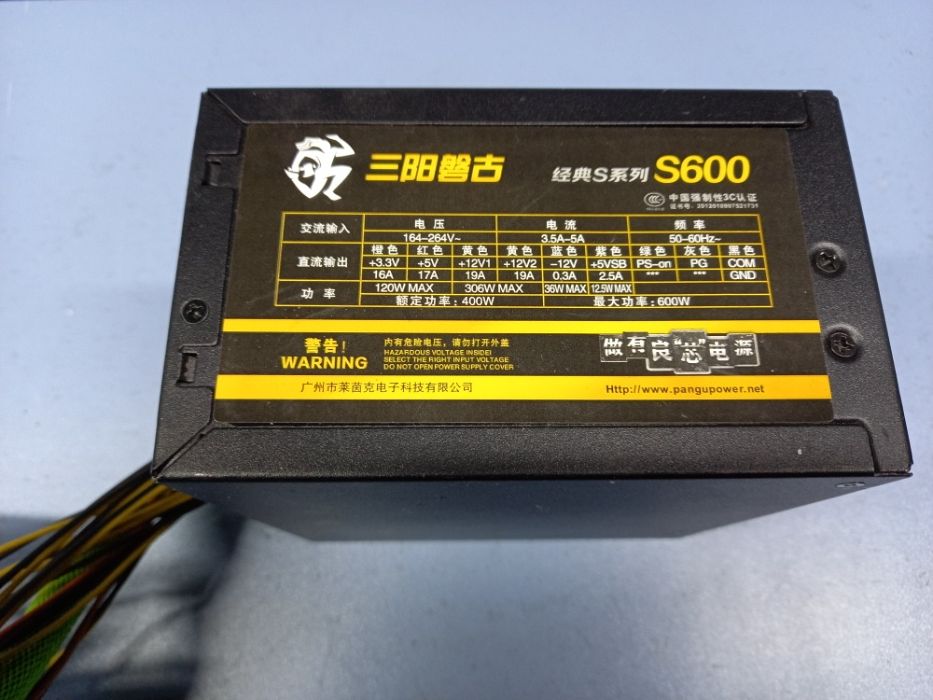 三阳磐古 经典S系列 S600
中国强制性3C认证
交流输入 电压 电流 频率
164-264V~ 3.5A-5A 50-60Hz~
直流输出 橙色 红色 黄色 黄色 蓝色 紫色 绿色 灰色 黑色
+3.3V +5V +12V1 +12V2 -12V +5VSB PS-on PG COM
16A 17A 19A 19A 0.3A 2.5A *** *** GND
功率 120W MAX 306W MAX 36W MAX 12.5W MAX
额定功率:400W 最大功率:600W
警告! 内有危险电压,请勿打开外盖
WARNING HAZARDOUS VOLTAGE INSIDE!
SELECT THE RIGHT INPUT VOLTAGE
DO NOT OPEN POWER SUPPLY COVER
做有良“芯”电源
广州市莱茵克电子科技有限公司 Http://www.pangupower.net